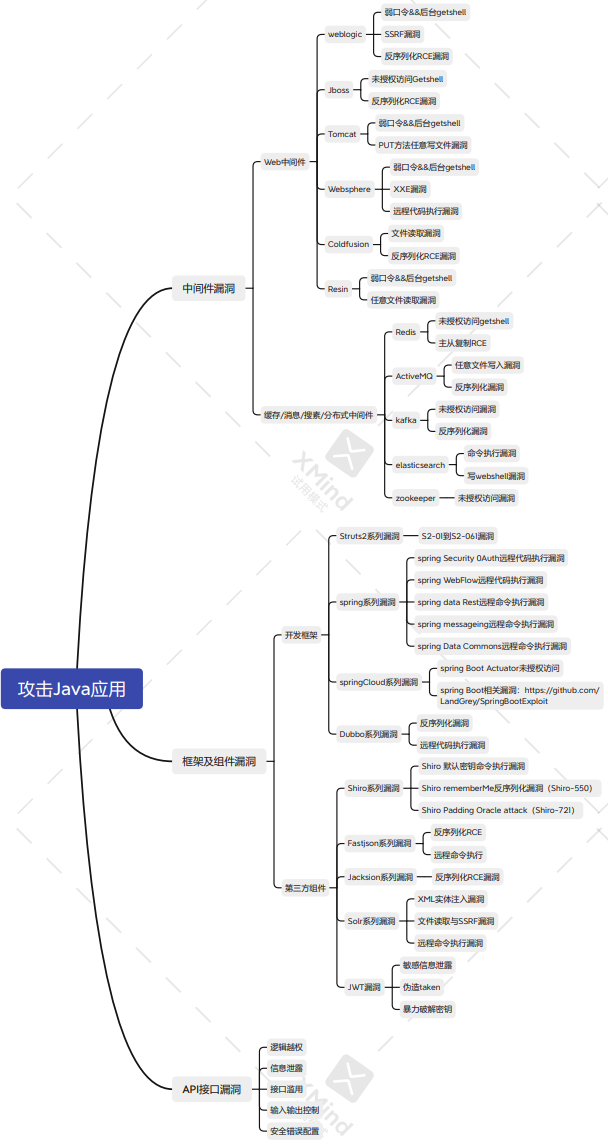 攻击Java应用
中间件漏洞
Web中间件
weblogic
弱口令&&后台getshell
SSRF漏洞
反序列化RCE漏洞
Jboss
未授权访问Getshell
反序列化RCE漏洞
Tomcat
弱口令&&后台getshell
PUT方法任意写文件漏洞
Websphere
弱口令&&后台getshell
XXE漏洞
远程代码执行漏洞
Coldfusion
文件读取漏洞
反序列化RCE漏洞
Resin
弱口令&&后台getshell
任意文件读取漏洞
缓存/消息/搜素/分布式中间件
Redis
未授权访问getshell
主从复制RCE
ActiveMQ
任意文件写入漏洞
反序列化漏洞
kafka
未授权访问漏洞
反序列化漏洞
elasticsearch
命令执行漏洞
写webshell漏洞
zookeeper
未授权访问漏洞
XMind
试用模式
框架及组件漏洞
开发框架
Struts2系列漏洞
S2-01到S2-061漏洞
spring系列漏洞
spring Security 0Auth远程代码执行漏洞
spring WebFlow远程代码执行漏洞
spring data Rest远程命令执行漏洞
spring messageing远程命令执行漏洞
spring Data Commons远程命令执行漏洞
springCloud系列漏洞
spring Boot Actuator未授权访问
spring Boot相关漏洞：https://github.com/
LandGrey/SpringBootExploit
Dubbo系列漏洞
反序列化漏洞
远程代码执行漏洞
第三方组件
Shiro系列漏洞
Shiro 默认密钥命令执行漏洞
Shiro rememberMe反序列化漏洞（Shiro-550）
Shiro Padding Oracle attack（Shiro-721）
Fastjson系列漏洞
反序列化RCE
远程命令执行
Jacksion系列漏洞
反序列化RCE漏洞
Solr系列漏洞
XML实体注入漏洞
文件读取与SSRF漏洞
远程命令执行漏洞
JWT漏洞
敏感信息泄露
伪造taken
暴力破解密钥
API接口漏洞
逻辑越权
信息泄露
接口滥用
输入输出控制
安全错误配置
XMind